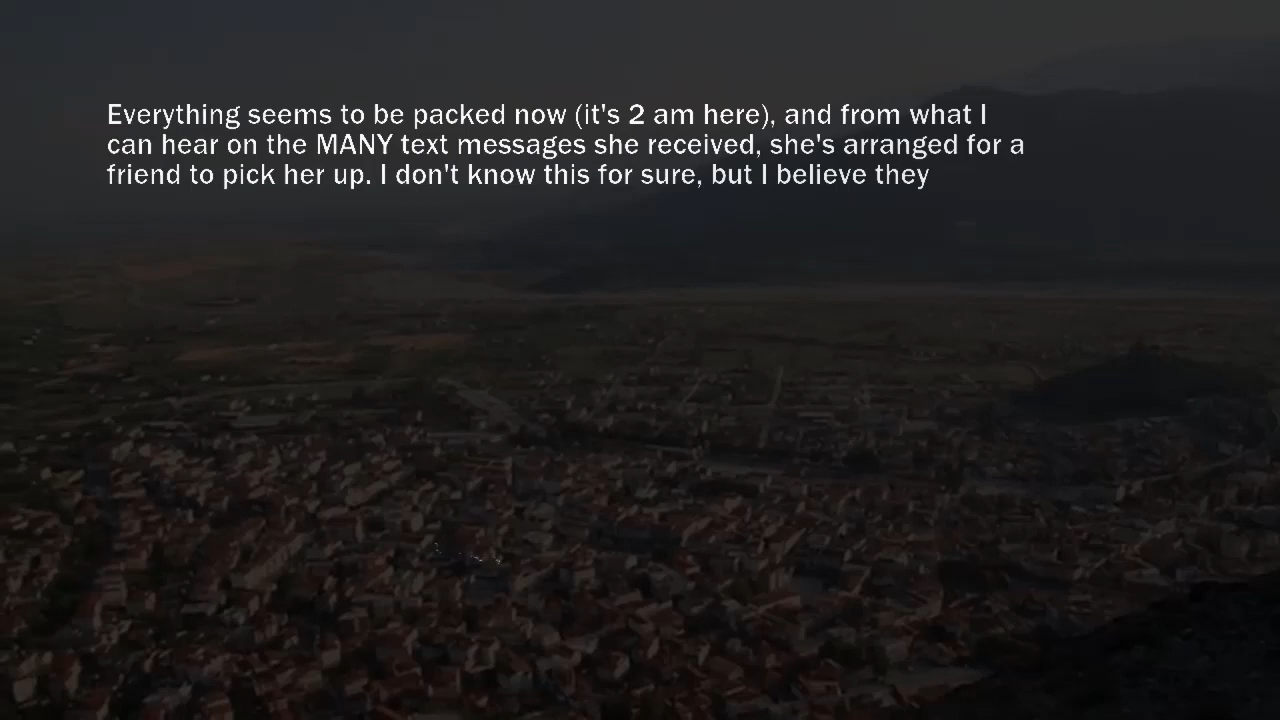 Everything seems to be packed now (it's 2 am here), and from what I
can hear on the MANY text messages she received, she's arranged for a
friend to pick her up. I don't know this for sure, but I believe they